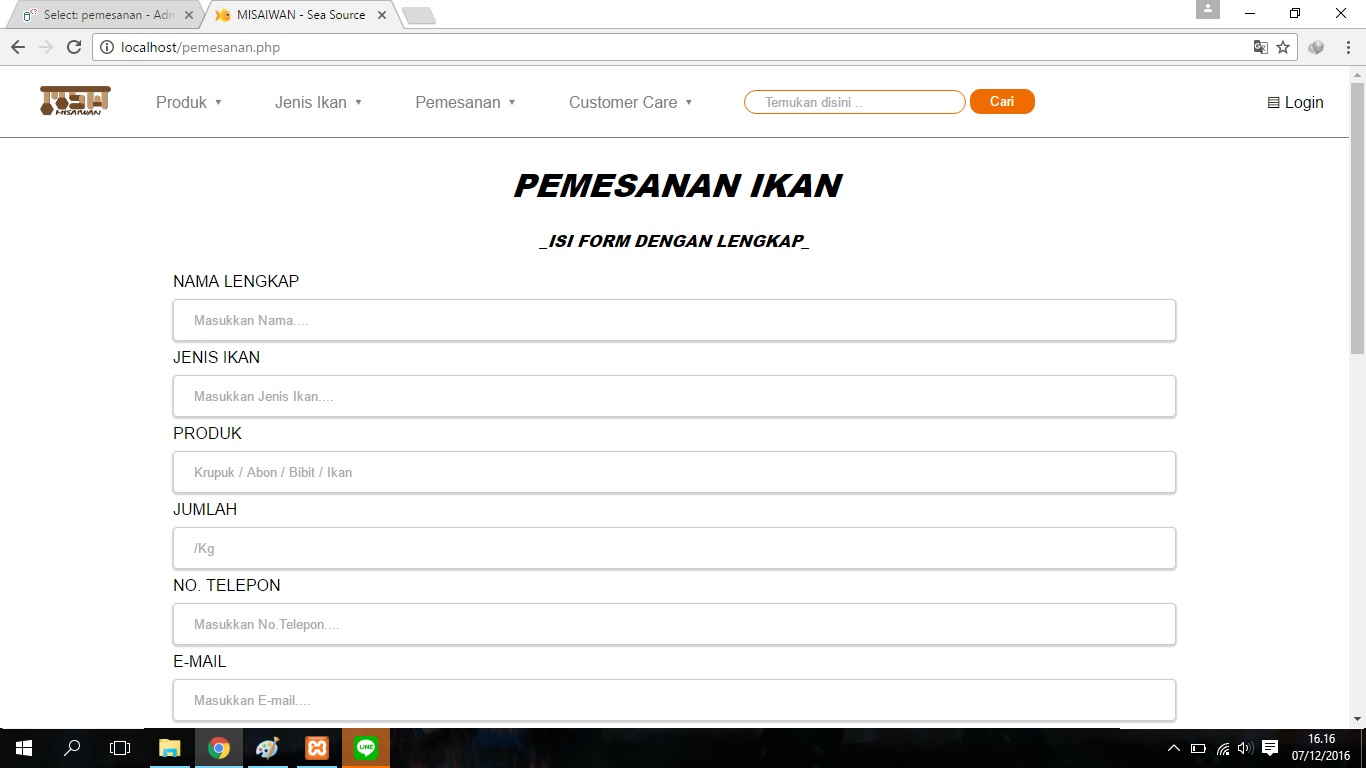 Select: pemesanan - Adm
MISAIWAN - Sea Source
localhost/pemesanan.php
MISAIWAN
Produk ▼
Jenis Ikan ▼
Pemesanan ▼
Customer Care ▼
Temukan disini ..
Cari
Login
PEMESANAN IKAN
_ISI FORM DENGAN LENGKAP_
NAMA LENGKAP
Masukkan Nama....
JENIS IKAN
Masukkan Jenis Ikan....
PRODUK
Krupuk / Abon / Bibit / Ikan
JUMLAH
/Kg
NO. TELEPON
Masukkan No.Telepon....
E-MAIL
Masukkan E-mail....
LINE
16.16
07/12/2016